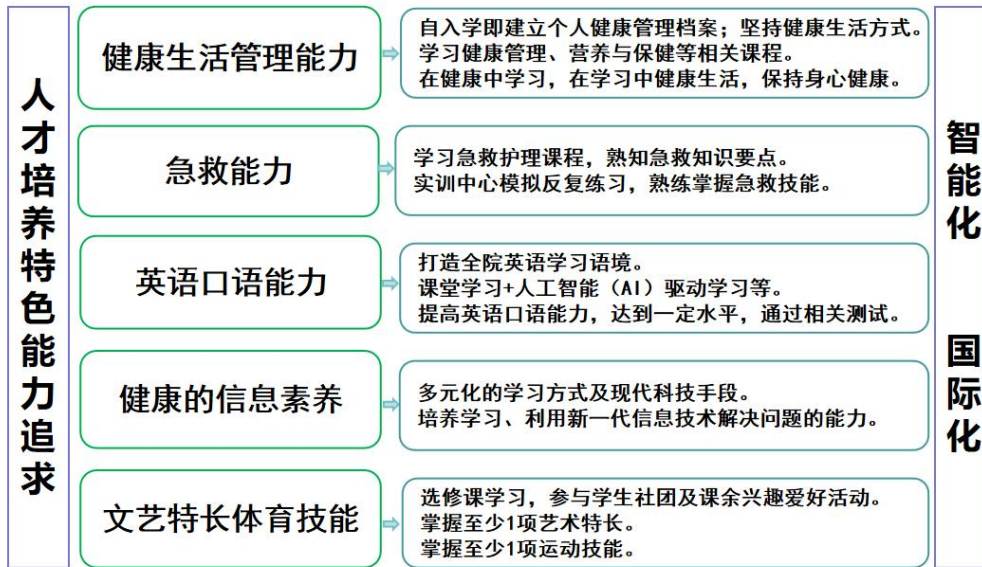 人才培养特色能力追求
健康生活管理能力
自入学即建立个人健康管理档案；坚持健康生活方式。
学习健康管理、营养与保健等相关课程。
在健康中学习，在学习中健康生活，保持身心健康。
急救能力
学习急救护理课程，熟知急救知识要点。
实训中心模拟反复练习，熟练掌握急救技能。
英语口语能力
打造全院英语学习语境。
课堂学习+人工智能（AI）驱动学习等。
提高英语口语能力，达到一定水平，通过相关测试。
健康的信息素养
多元化的学习方式及现代科技手段。
培养学习、利用新一代信息技术解决问题的能力。
文艺特长体育技能
选修课学习，参与学生社团及课余兴趣爱好活动。
掌握至少1项艺术特长。
掌握至少1项运动技能。
智能化
国际化